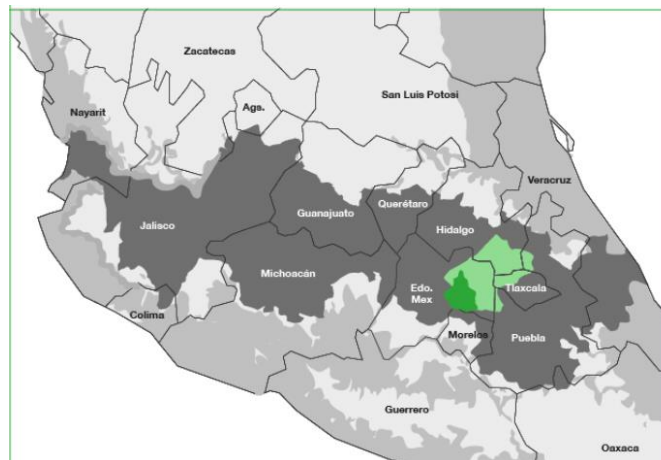 Zacatecas
San Luis Potosi
Ags.
Nayarit
Veracruz
Querétaro
Guanajuato
Hidalgo
Jalisco
Michoacán
Edo.
Mex
Tlaxcala
Colima
Morelos
Puebla
Guerrero
Oaxaca